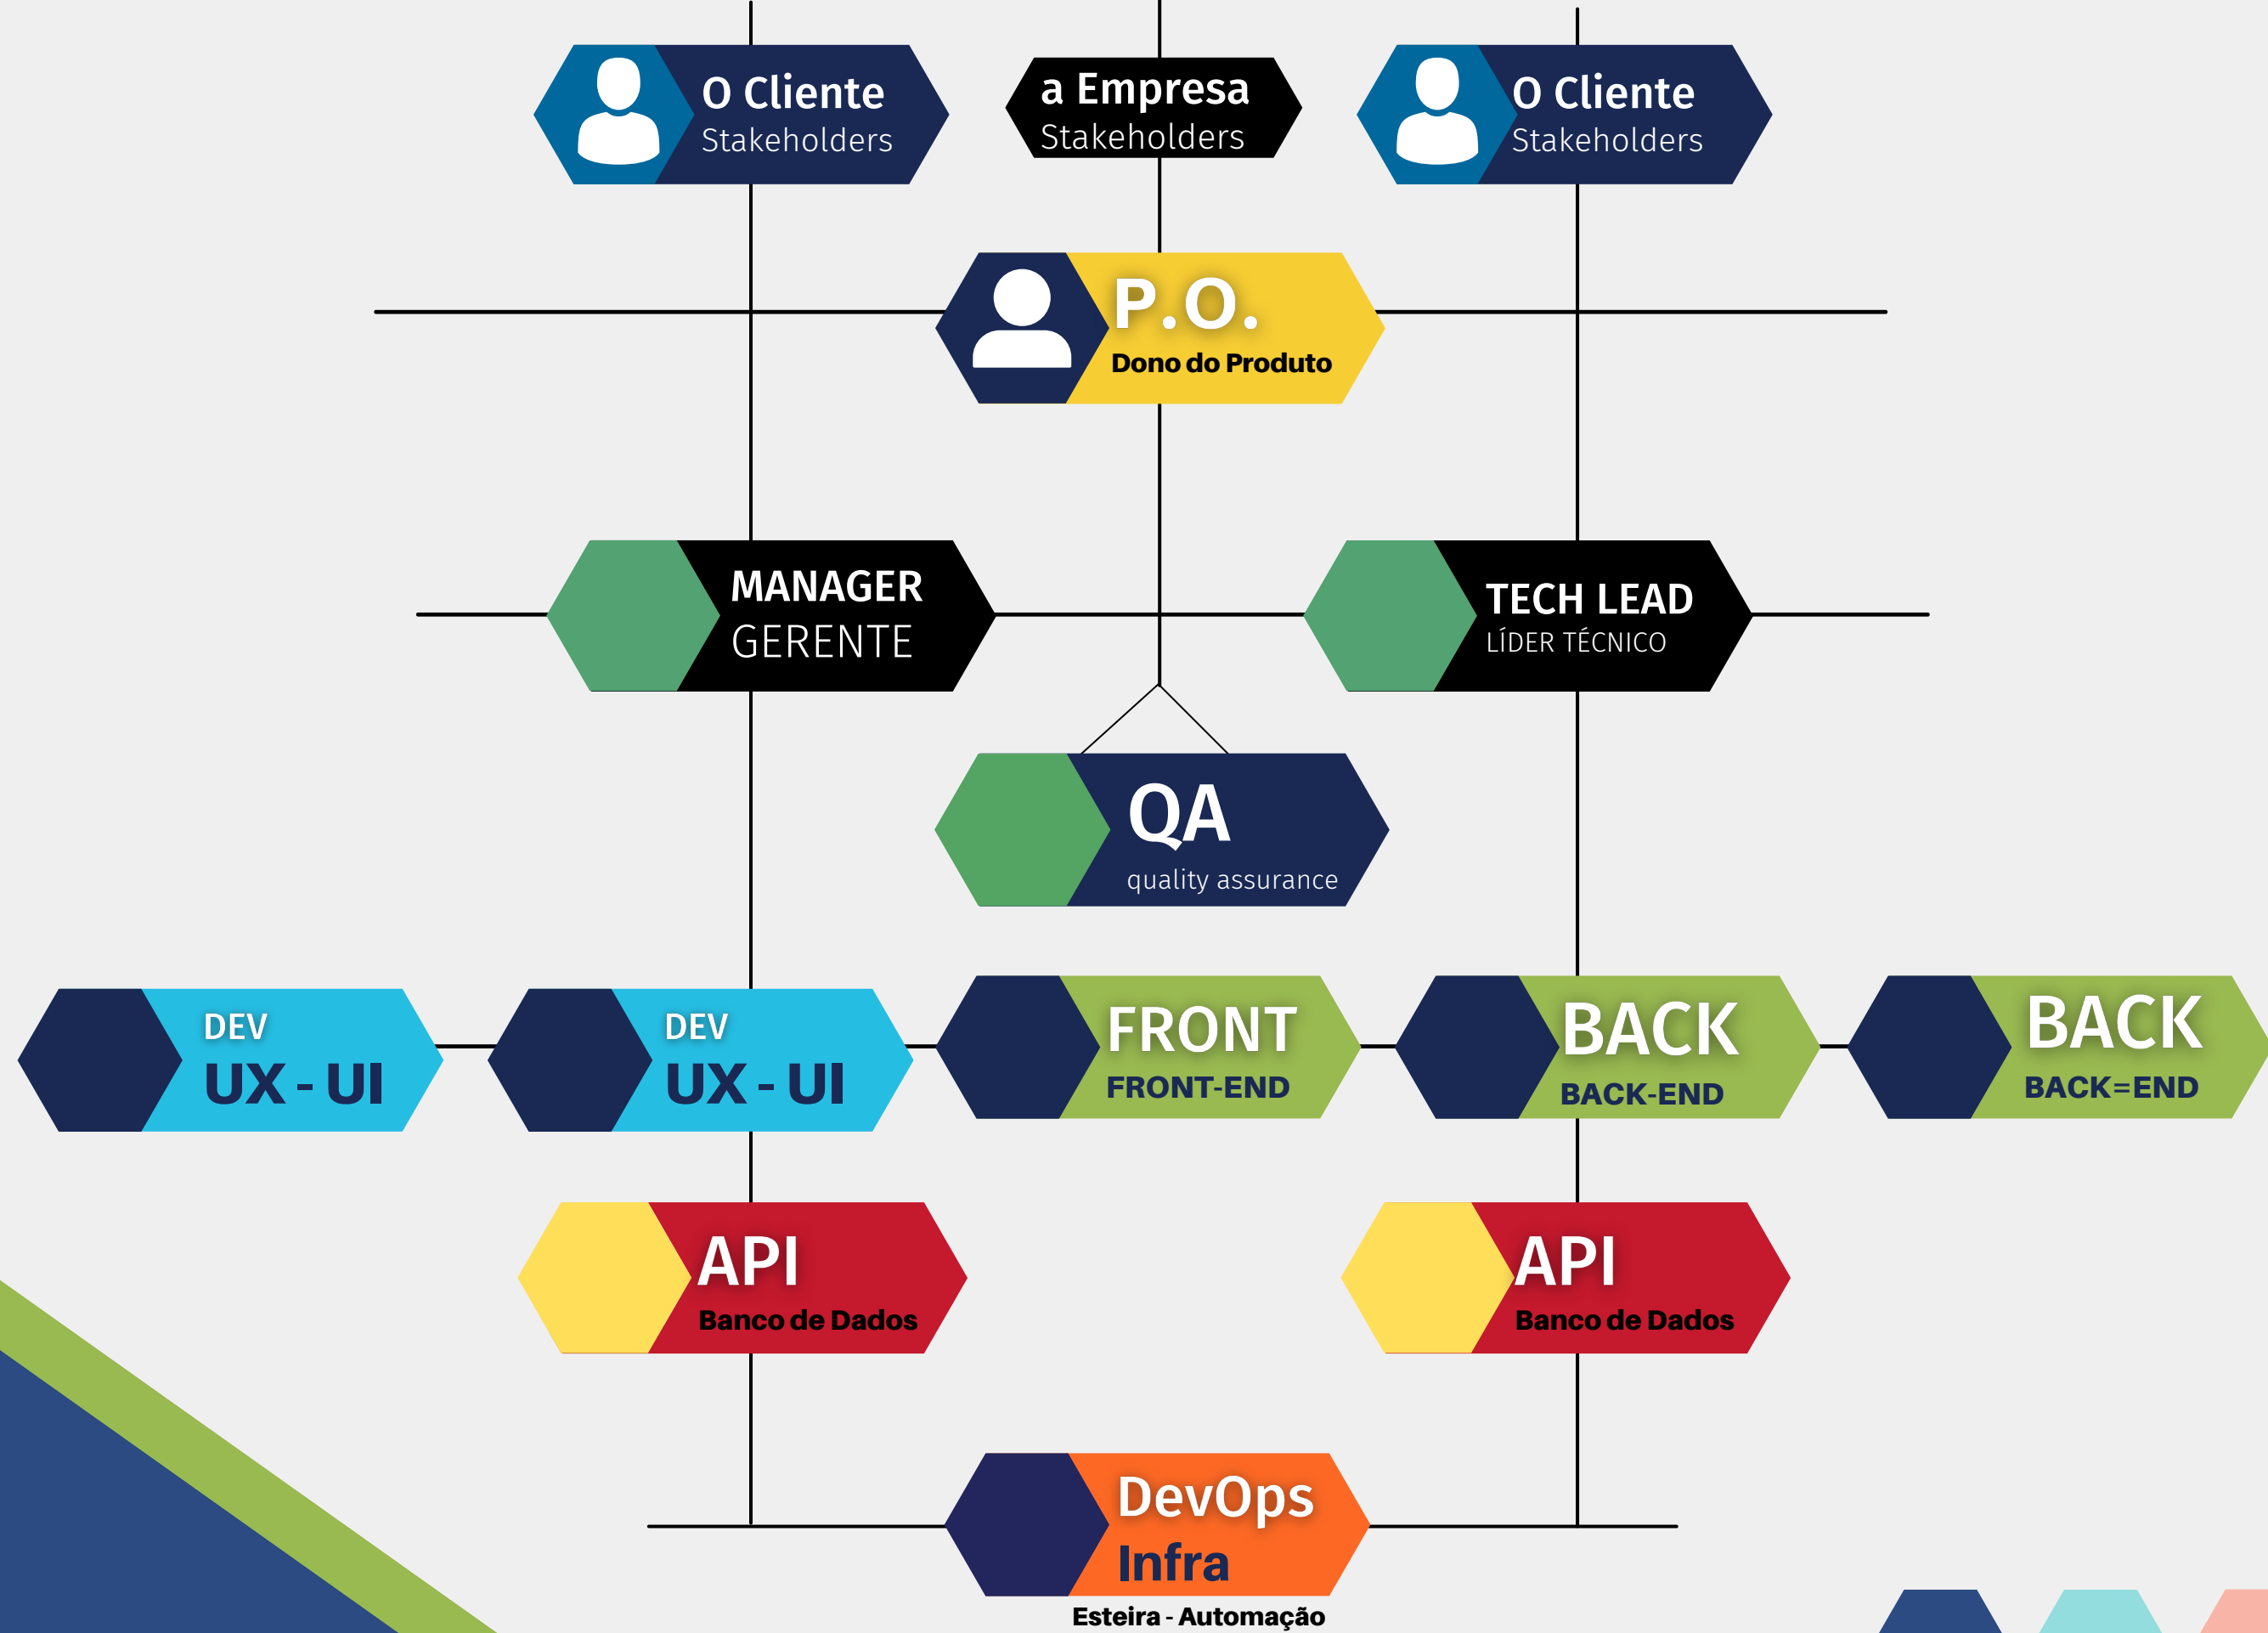 O Cliente
Stakeholders
a Empresa
Stakeholders
O Cliente
Stakeholders
P.O.
Dono do Produto
MANAGER
GERENTE
TECH LEAD
LÍDER TÉCNICO
QA
quality assurance
DEV
UX - UI
DEV
UX - UI
FRONT
FRONT-END
BACK
BACK-END
BACK
BACK=END
API
Banco de Dados
API
Banco de Dados
DevOps
Infra
Esteira - Automação